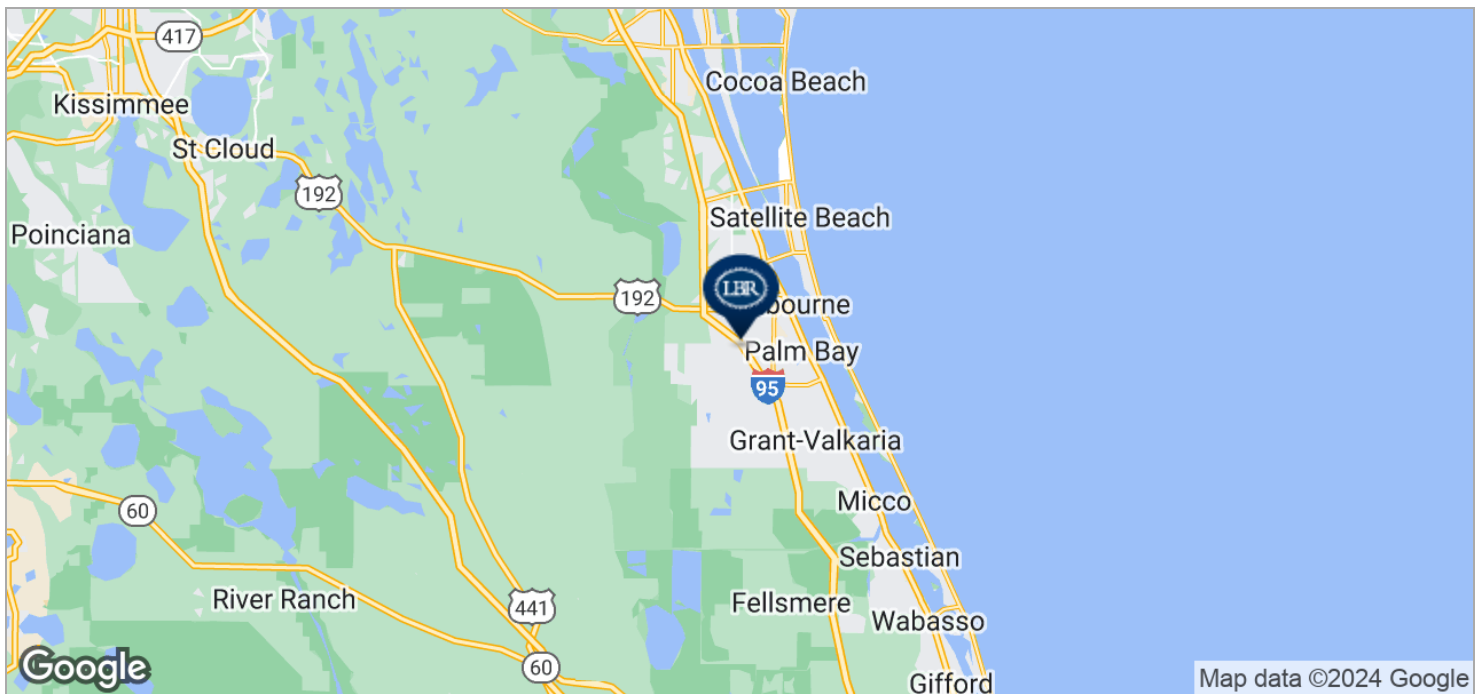 417
Cocoa Beach
Kissimmee
St Cloud
192
Satellite Beach
Poinciana
LBR
192
bourne
Palm Bay
95
Grant-Valkaria
Micco
60
Sebastian
River Ranch
441
Fellsmere
Wabasso
60
Google
Gifford
Map data ©2024 Google